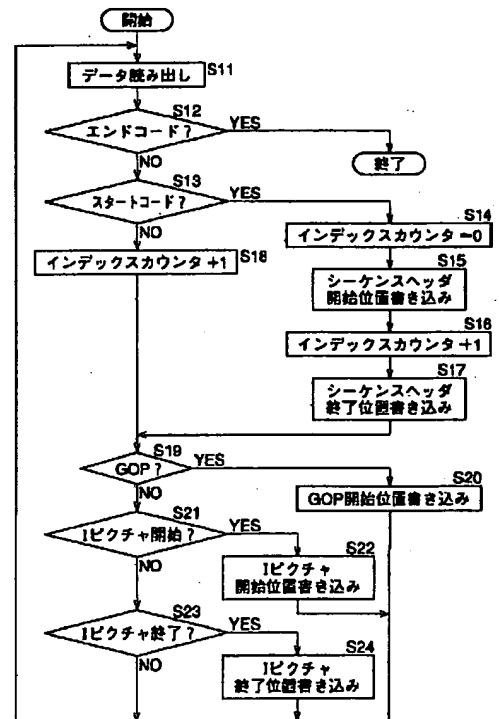 開始
データ読み出し S11
S12
エンドコード? YES
NO
終了
S13
スタートコード? YES
NO
S14
インデックスカウンタ=0
インデックスカウンタ+1 S18
S15
シーケンスヘッダ
開始位置書き込み
S16
インデックスカウンタ+1
S17
シーケンスヘッダ
終了位置書き込み
S19
GOP? YES
NO
S20
GOP開始位置書き込み
S21
Iピクチャ開始? YES
NO
S22
Iピクチャ
開始位置書き込み
S23
Iピクチャ終了? YES
NO
S24
Iピクチャ
終了位置書き込み